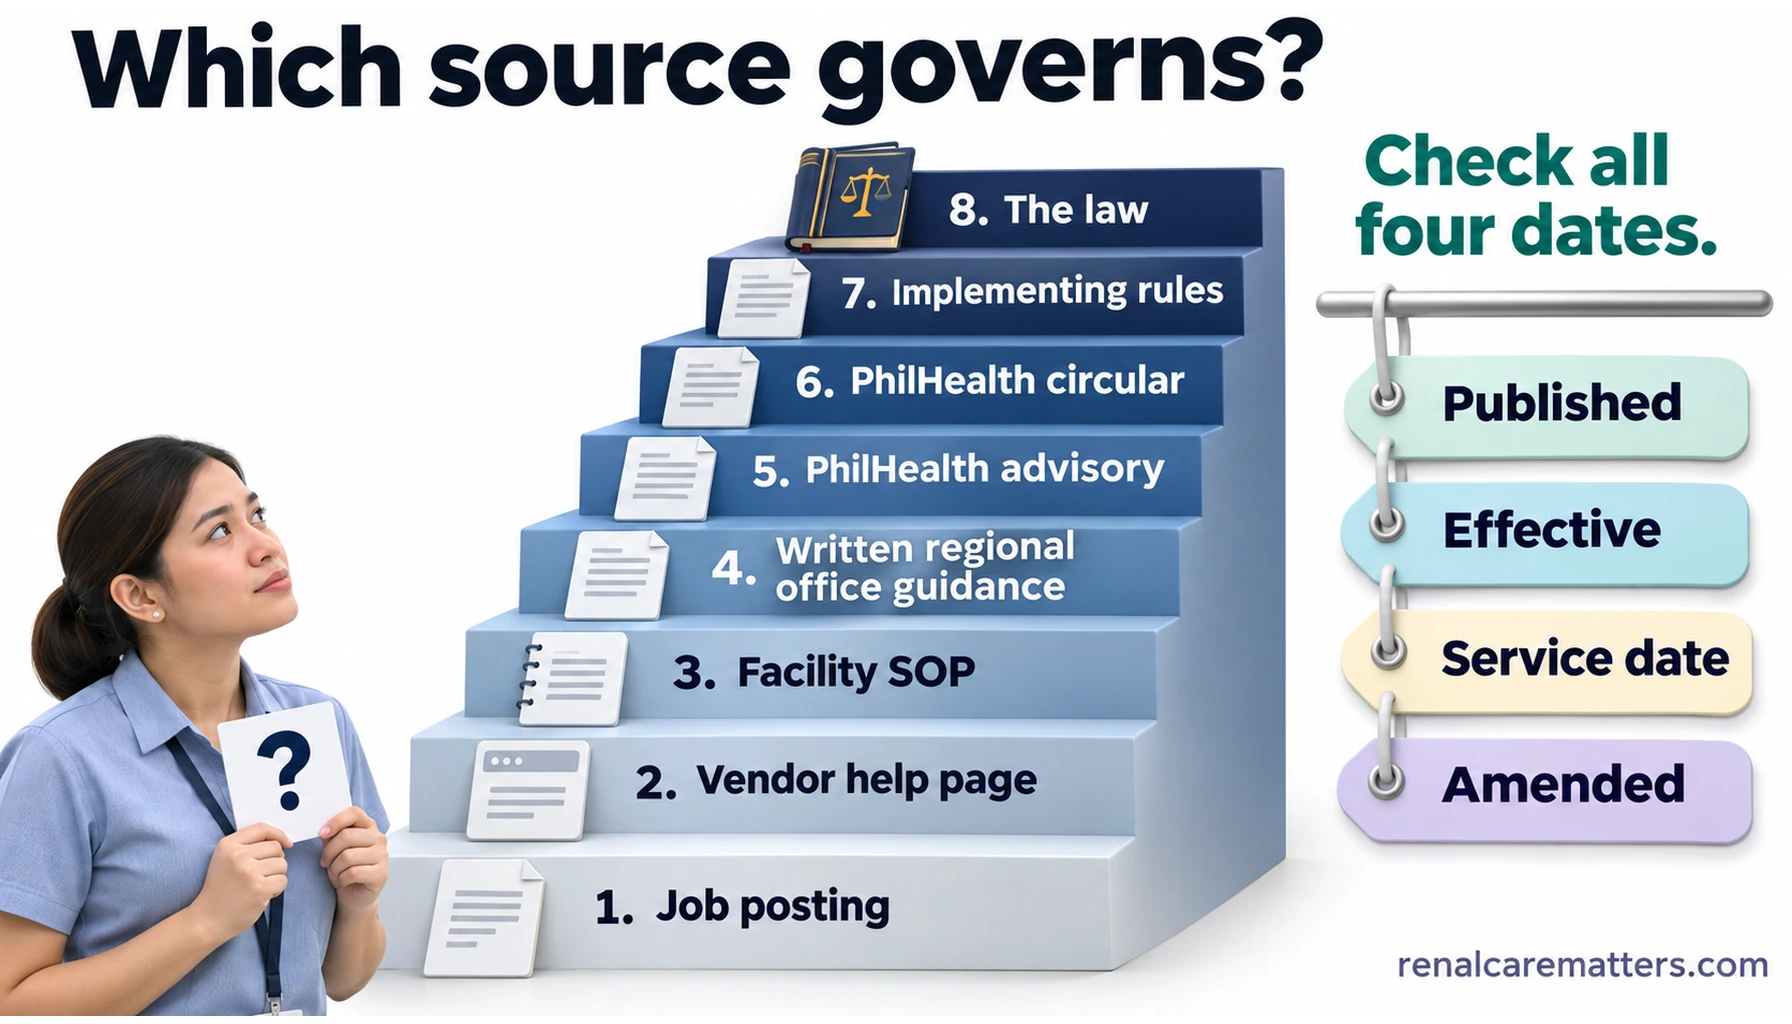 Which source governs?
Check all
four dates.
8. The law
7. Implementing rules
6. PhilHealth circular
5. PhilHealth advisory
4. Written regional
office guidance
3. Facility SOP
2. Vendor help page
1. Job posting
?
Published
Effective
Service date
Amended
renalcarematters.com